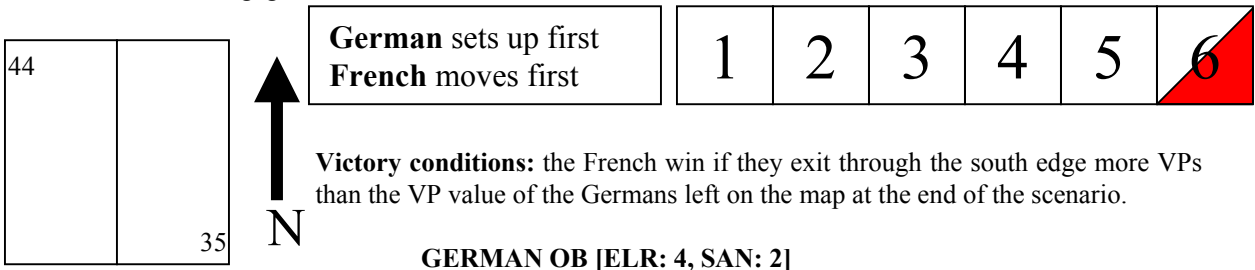 German sets up first
French moves first
1 2 3 4 5 6
44
35
N
Victory conditions: the French win if they exit through the south edge more VPs
than the VP value of the Germans left on the map at the end of the scenario.
GERMAN OB [ELR: 4, SAN: 2]